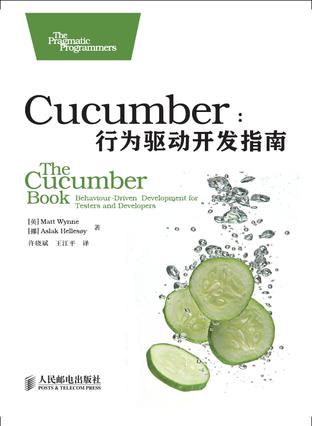 The
Pragmatic
Programmers
Cucumber:
行为驱动开发指南
The
Cucumber
Book
Behaviour-Driven Development for
Testers and Developers
[英] Matt Wynne
[挪] Aslak Hellesøy 著
许晓斌 王江平 译
人民邮电出版社
POSTS & TELECOM PRESS